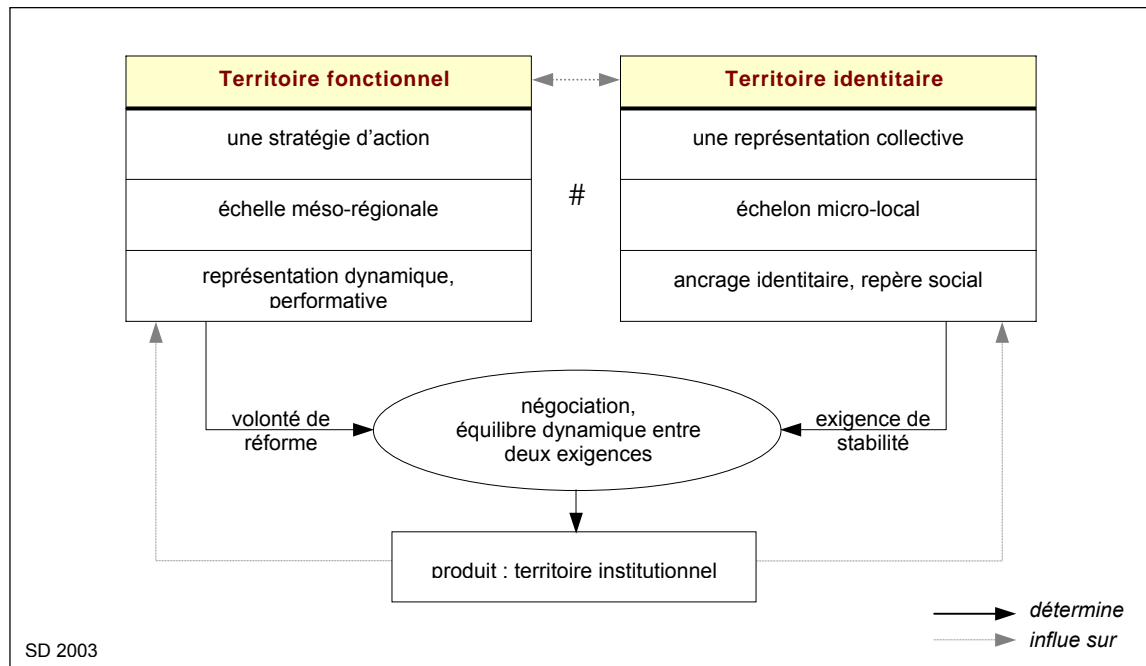 Territoire fonctionnel
une stratégie d'action
échelle méso-régionale
représentation dynamique,
performative
#
Territoire identitaire
une représentation collective
échelon micro-local
ancrage identitaire, repère social
volonté de
réforme
négociation,
équilibre dynamique entre
deux exigences
exigence de
stabilité
produit : territoire institutionnel
détermine
influe sur
SD 2003